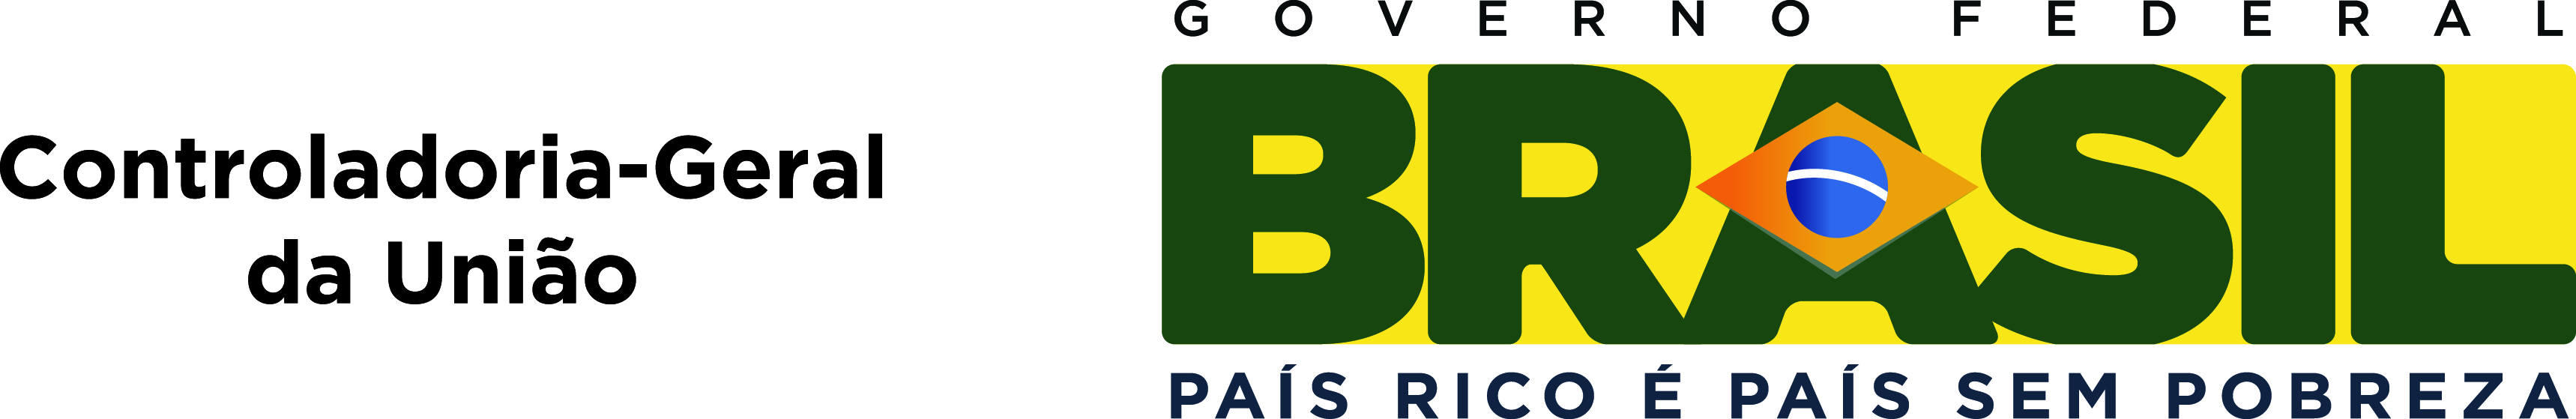 Controladoria-Geral
da União
GOVERNO FEDERAL
BRASIL
PAÍS RICO É PAÍS SEM POBREZA